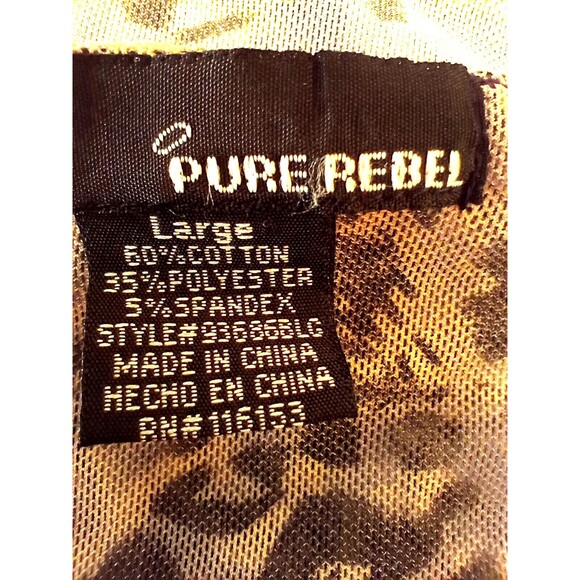 PURE REBEL
Large
60%COTTON
35%POLYESTER
5%SPANDEX
STYLE#93686BLG
MADE IN CHINA
HECHO EN CHINA
RN#116153